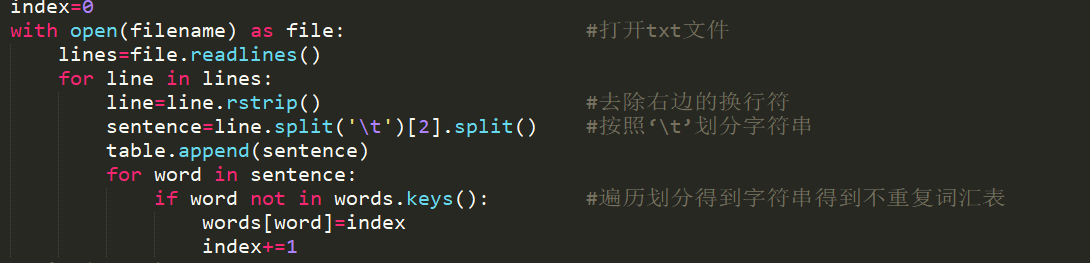 index=0
with open(filename) as file: #打开txt文件
    lines=file.readlines()
    for line in lines:
        line=line.rstrip() #去除右边的换行符
        sentence=line.split('\t')[2].split() #按照‘\t’划分字符串
        table.append(sentence)
        for word in sentence:
            if word not in words.keys(): #遍历划分得到字符串得到不重复词汇表
                words[word]=index
                index+=1